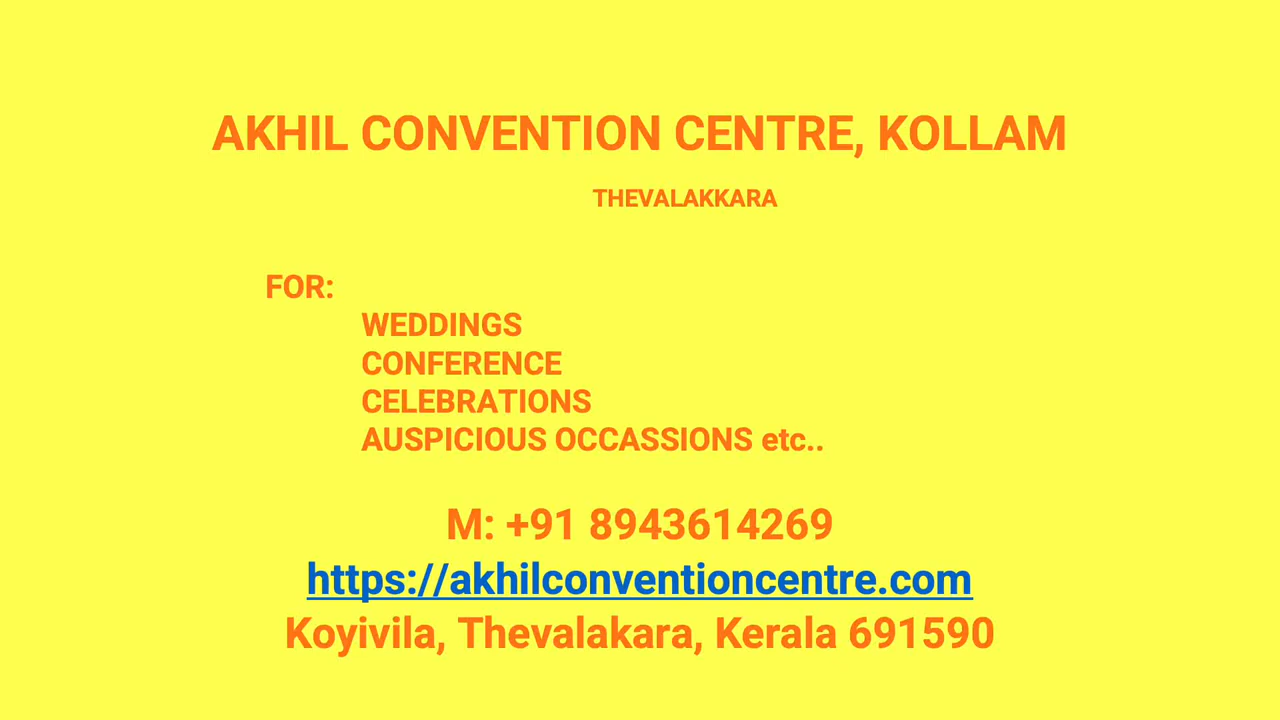 AKHIL CONVENTION CENTRE, KOLLAM
THEVALAKKARA
FOR:
WEDDINGS
CONFERENCE
CELEBRATIONS
AUSPICIOUS OCCASSIONS etc..
M: +91 8943614269
https://akhilconventioncentre.com
Koyivila, Thevalakara, Kerala 691590